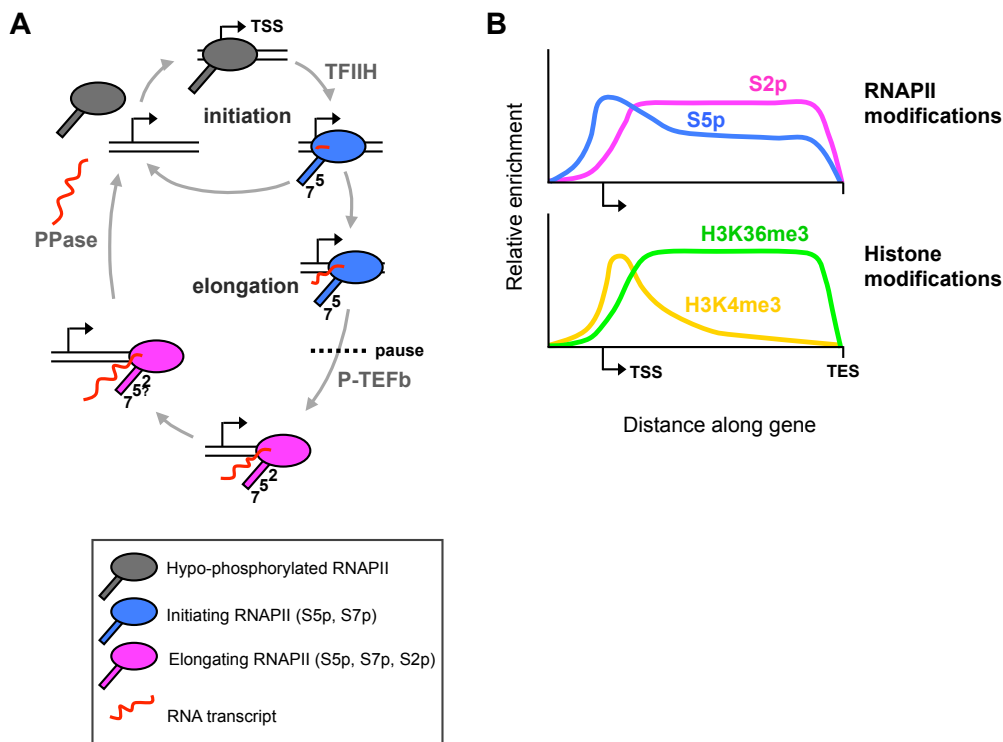 A
TSS
TFIIH
initiation
7 5
PPase
elongation
7 5
pause
P-TEFb
7 5? 2
7 5 2
Hypo-phosphorylated RNAPII
Initiating RNAPII (S5p, S7p)
Elongating RNAPII (S5p, S7p, S2p)
RNA transcript
B
Relative enrichment
S2p
S5p
RNAPII
modifications
H3K36me3
H3K4me3
Histone
modifications
TSS
TES
Distance along gene